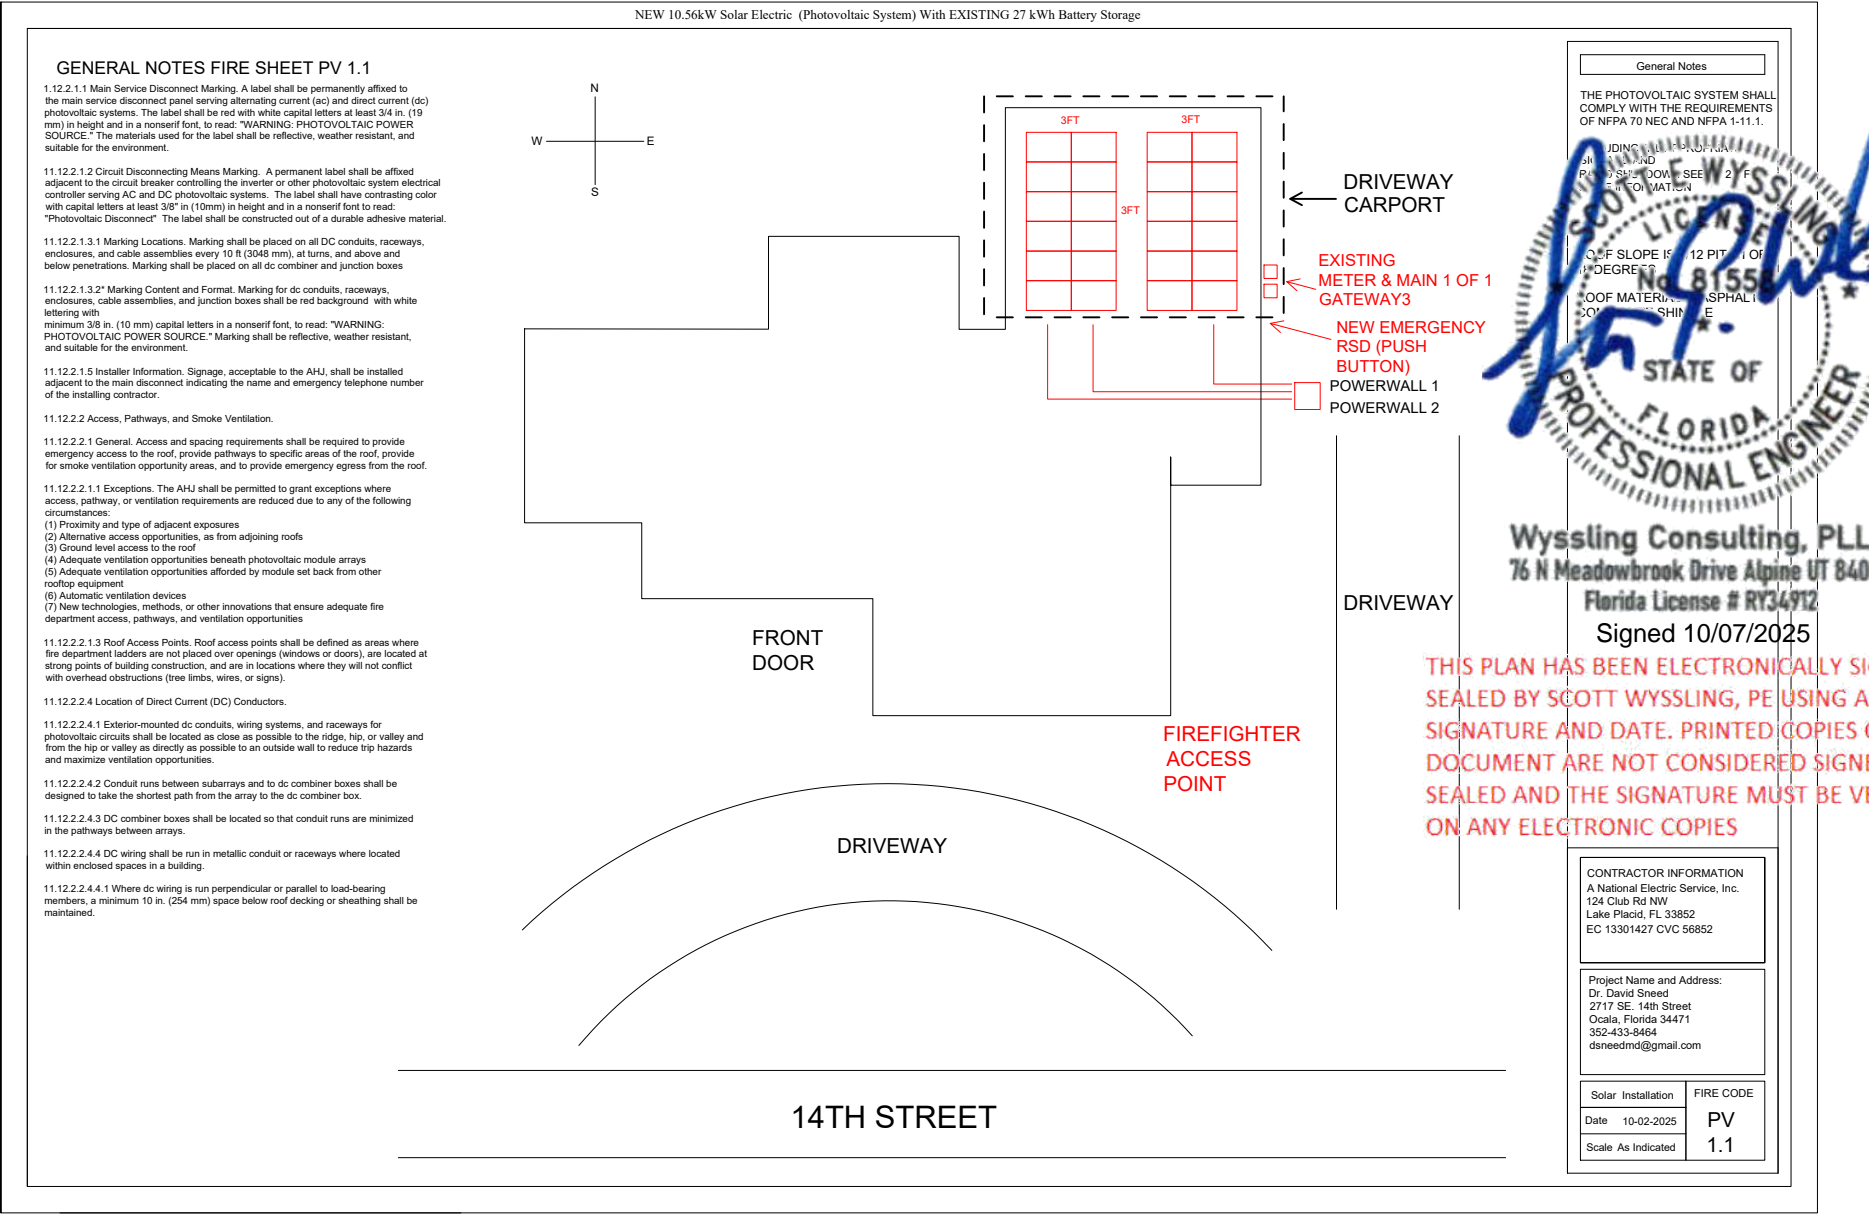 NEW 10.56kW Solar Electric (Photovoltaic System) With EXISTING 27 kWh Battery Storage
GENERAL NOTES FIRE SHEET PV 1.1
1.12.2.1.1 Main Service Disconnect Marking. A label shall be permanently affixed to
the main service disconnect panel serving alternating current (ac) and direct current (dc)
photovoltaic systems. The label shall be red with white capital letters at least 3/4 in. (19
mm) in height and in a nonserif font, to read: "WARNING: PHOTOVOLTAIC POWER
SOURCE." The materials used for the label shall be reflective, weather resistant, and
suitable for the environment.
11.12.2.1.2 Circuit Disconnecting Means Marking. A permanent label shall be affixed
adjacent to the circuit breaker controlling the inverter or other photovoltaic system electrical
controller serving AC and DC photovoltaic systems. The label shall have contrasting color
with capital letters at least 3/8" in (10mm) in height and in a nonserif font to read:
"Photovoltaic Disconnect" The label shall be constructed out of a durable adhesive material.
11.12.2.1.3.1 Marking Locations. Marking shall be placed on all DC conduits, raceways,
enclosures, and cable assemblies every 10 ft (3048 mm), at turns, and above and
below penetrations. Marking shall be placed on all dc combiner and junction boxes
11.12.2.1.3.2* Marking Content and Format. Marking for dc conduits, raceways,
enclosures, cable assemblies, and junction boxes shall be red background with white
lettering with
minimum 3/8 in. (10 mm) capital letters in a nonserif font, to read: "WARNING:
PHOTOVOLTAIC POWER SOURCE." Marking shall be reflective, weather resistant,
and suitable for the environment.
11.12.2.1.5 Installer Information. Signage, acceptable to the AHJ, shall be installed
adjacent to the main disconnect indicating the name and emergency telephone number
of the installing contractor.
11.12.2.2 Access, Pathways, and Smoke Ventilation.
11.12.2.2.1 General. Access and spacing requirements shall be required to provide
emergency access to the roof, provide pathways to specific areas of the roof, provide
for smoke ventilation opportunity areas, and to provide emergency egress from the roof.
11.12.2.2.1.1 Exceptions. The AHJ shall be permitted to grant exceptions where
access, pathway, or ventilation requirements are reduced due to any of the following
circumstances:
(1) Proximity and type of adjacent exposures
(2) Alternative access opportunities, as from adjoining roofs
(3) Ground level access to the roof
(4) Adequate ventilation opportunities beneath photovoltaic module arrays
(5) Adequate ventilation opportunities afforded by module set back from other
rooftop equipment
(6) Automatic ventilation devices
(7) New technologies, methods, or other innovations that ensure adequate fire
department access, pathways, and ventilation opportunities
11.12.2.2.1.3 Roof Access Points. Roof access points shall be defined as areas where
fire department ladders are not placed over openings (windows or doors), are located at
strong points of building construction, and are in locations where they will not conflict
with overhead obstructions (tree limbs, wires, or signs).
11.12.2.2.4 Location of Direct Current (DC) Conductors.
11.12.2.2.4.1 Exterior-mounted dc conduits, wiring systems, and raceways for
photovoltaic circuits shall be located as close as possible to the ridge, hip, or valley and
from the hip or valley as directly as possible to an outside wall to reduce trip hazards
and maximize ventilation opportunities.
11.12.2.2.4.2 Conduit runs between subarrays and to dc combiner boxes shall be
designed to take the shortest path from the array to the dc combiner box.
11.12.2.2.4.3 DC combiner boxes shall be located so that conduit runs are minimized
in the pathways between arrays.
11.12.2.2.4.4 DC wiring shall be run in metallic conduit or raceways where located
within enclosed spaces in a building.
11.12.2.2.4.4.1 Where dc wiring is run perpendicular or parallel to load-bearing
members, a minimum 10 in. (254 mm) space below roof decking or sheathing shall be
maintained.
N
W
E
S
3FT
3FT
3FT
DRIVEWAY
CARPORT
EXISTING
METER & MAIN 1 OF 1
GATEWAY3
NEW EMERGENCY
RSD (PUSH
BUTTON)
POWERWALL 1
POWERWALL 2
DRIVEWAY
FRONT
DOOR
FIREFIGHTER
ACCESS
POINT
DRIVEWAY
14TH STREET
General Notes
THE PHOTOVOLTAIC SYSTEM SHALL
COMPLY WITH THE REQUIREMENTS
OF NFPA 70 NEC AND NFPA 1-11.1.
SLOPE IS
12
DEGREES
SCOTT E WYSSLING
LICENSE
No. 81558
STATE OF
FLORIDA
PROFESSIONAL ENGINEER
Wyssling Consulting, PLL
76 N Meadowbrook Drive Alpine UT 840
Florida License # RY34912
Signed 10/07/2025
THIS PLAN HAS BEEN ELECTRONICALLY SI
SEALED BY SCOTT WYSSLING, PE USING A
SIGNATURE AND DATE. PRINTED COPIES
DOCUMENT ARE NOT CONSIDERED SIGNE
SEALED AND THE SIGNATURE MUST BE VE
ON ANY ELECTRONIC COPIES
CONTRACTOR INFORMATION
A National Electric Service, Inc.
124 Club Rd NW
Lake Placid, FL 33852
EC 13301427 CVC 56852
Project Name and Address:
Dr. David Sneed
2717 SE. 14th Street
Ocala, Florida 34471
352-433-8464
dsneedmd@gmail.com
Solar Installation
Date 10-02-2025
Scale As Indicated
FIRE CODE
PV
1.1